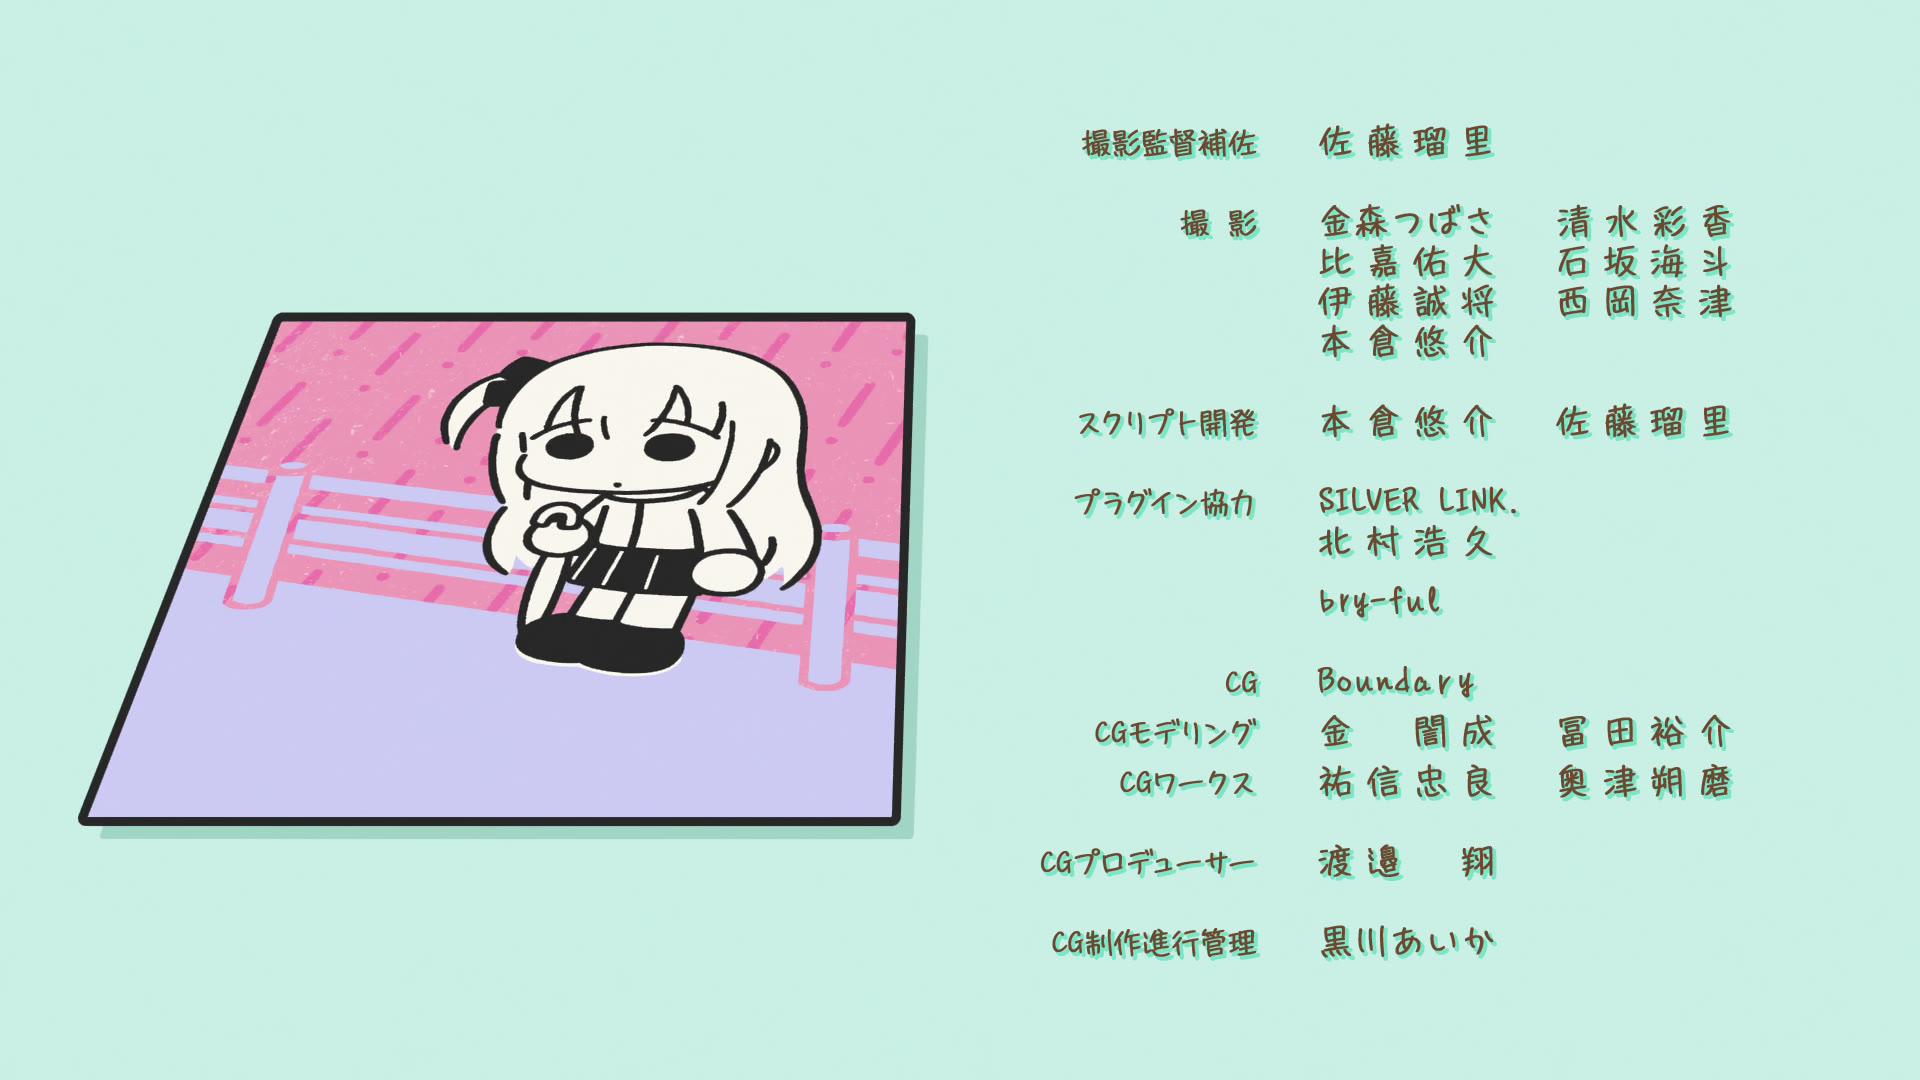 撮影監督補佐 佐藤瑠里
撮影 金森つばさ 清水彩香
比嘉佑大 石坂海斗
伊藤誠将 西岡奈津
本倉悠介
スクリプト開発 本倉悠介 佐藤瑠里
プラグイン協力 SILVER LINK.
北村浩久
bry-ful
CG Boundary
CGモデリング 金 誾成 冨田裕介
CGワークス 祐信忠良 奥津朔磨
CGプロデューサー 渡邉 翔
CG制作進行管理 黒川あいか